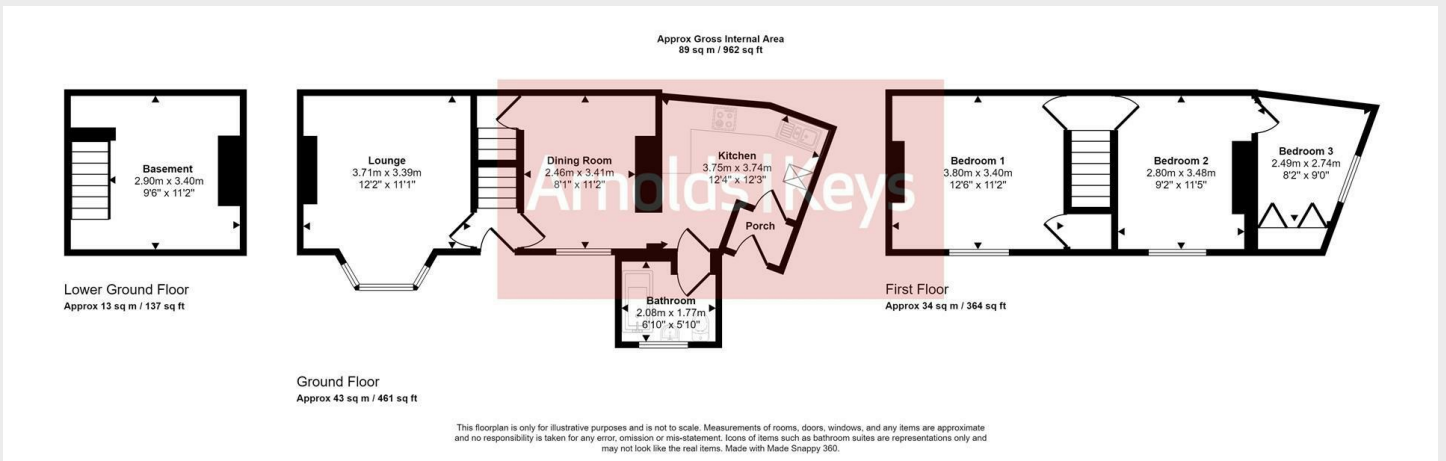 Approx Gross Internal Area
89 sq m / 962 sq ft
Basement
2.90m x 3.40m
9'6" x 11'2"
Lower Ground Floor
Approx 13 sq m / 137 sq ft
Lounge
3.71m x 3.39m
12'2" x 11'1"
Dining Room
2.46m x 3.41m
8'1" x 11'2"
Kitchen
3.75m x 3.74m
12'4" x 12'3"
Porch
Bathroom
2.08m x 1.77m
6'10" x 5'10"
Arnolds|Keys
Ground Floor
Approx 43 sq m / 461 sq ft
Bedroom 1
3.80m x 3.40m
12'6" x 11'2"
Bedroom 2
2.80m x 3.48m
9'2" x 11'5"
Bedroom 3
2.49m x 2.74m
8'2" x 9'0"
First Floor
Approx 34 sq m / 364 sq ft
This floorplan is only for illustrative purposes and is not to scale. Measurements of rooms, doors, windows, and any items are approximate
and no responsibility is taken for any error, omission or mis-statement. Icons of items such as bathroom suites are representations only and
may not look like the real items. Made with Made Snappy 360.